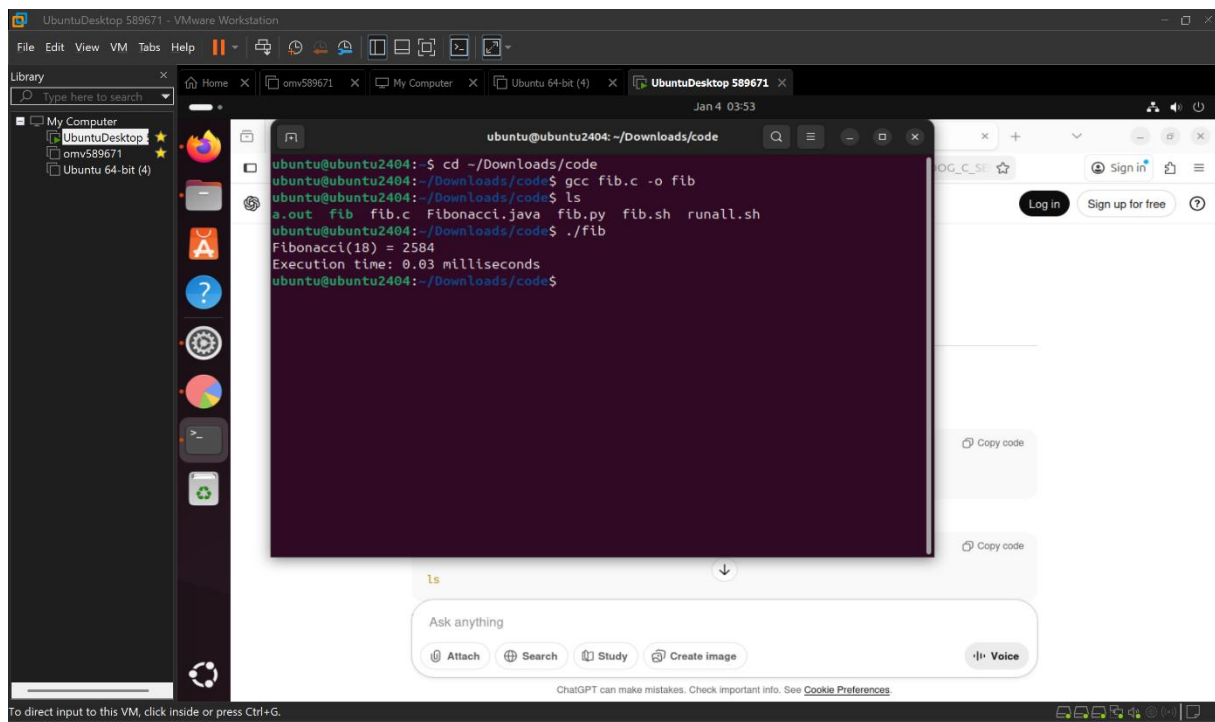 UbuntuDesktop 589671 - VMware Workstation
File Edit View VM Tabs Help
Library
Type here to search
My Computer
UbuntuDesktop
omv589671
Ubuntu 64-bit (4)
Home
omv589671
My Computer
Ubuntu 64-bit (4)
UbuntuDesktop 589671
Jan 4 03:53
ubuntu@ubuntu2404: ~/Downloads/code
ubuntu@ubuntu2404:~$ cd ~/Downloads/code
ubuntu@ubuntu2404:~/Downloads/code$ gcc fib.c -o fib
ubuntu@ubuntu2404:~/Downloads/code$ ls
a.out fib fib.c Fibonacci.java fib.py fib.sh runall.sh
ubuntu@ubuntu2404:~/Downloads/code$ ./fib
Fibonacci(18) = 2584
Execution time: 0.03 milliseconds
ubuntu@ubuntu2404:~/Downloads/code$
Sign in
Log in
Sign up for free
Copy code
Copy code
ls
Ask anything
Attach
Search
Study
Create image
Voice
ChatGPT can make mistakes. Check important info. See Cookie Preferences.
To direct input to this VM, click inside or press Ctrl+G.